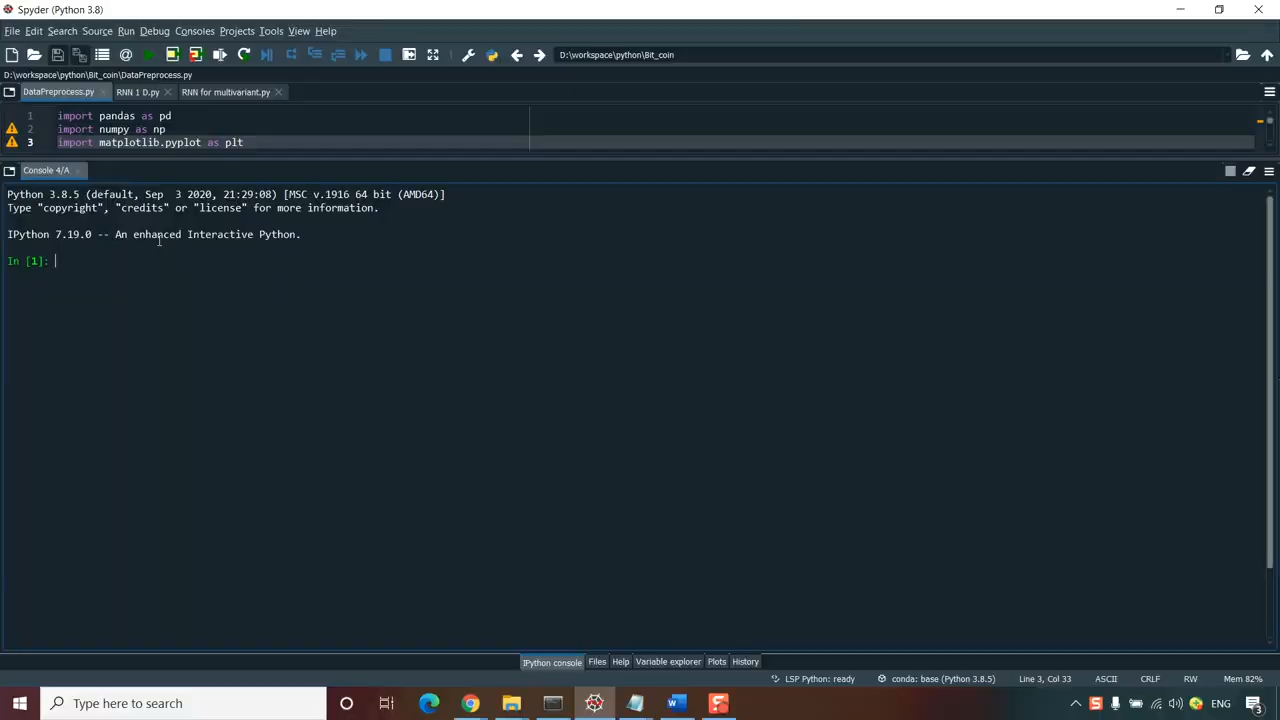 Spyder (Python 3.8)
File Edit Search Source Run Debug Consoles Projects Tools View Help
D:\workspace\python\Bit_coin
D:\workspace\python\Bit_coin\DataPreprocess.py
DataPreprocess.py RNN 1 D.py RNN for multivariant.py
1 import pandas as pd
2 import numpy as np
3 import matplotlib.pyplot as plt
Console 4/A
Python 3.8.5 (default, Sep  3 2020, 21:29:08) [MSC v.1916 64 bit (AMD64)]
Type "copyright", "credits" or "license" for more information.
IPython 7.19.0 -- An enhanced Interactive Python.
In [1]:
IPython console Files Help Variable explorer Plots History
LSP Python: ready conda: base (Python 3.8.5) Line 3, Col 33 ASCII CRLF RW Mem 82%
Type here to search ENG 3